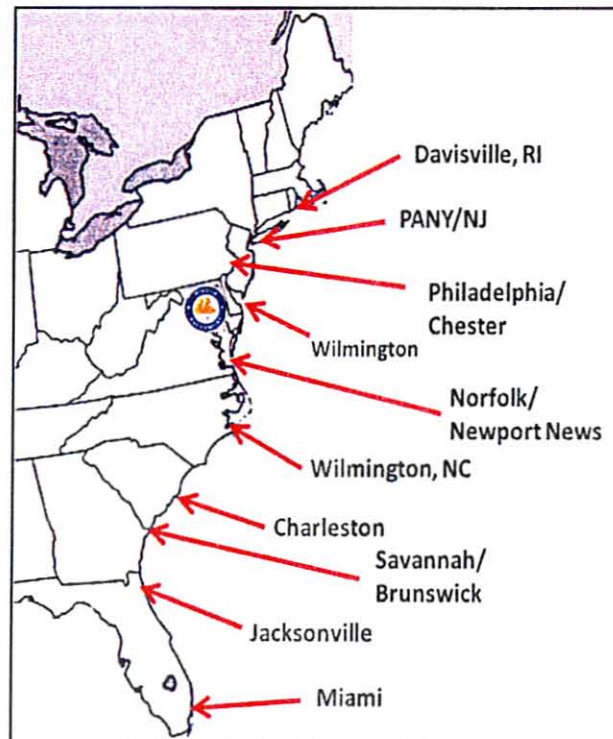 Davisville, RI
PANY/NJ
Philadelphia/
Chester
Wilmington
Norfolk/
Newport News
Wilmington, NC
Charleston
Savannah/
Brunswick
Jacksonville
Miami